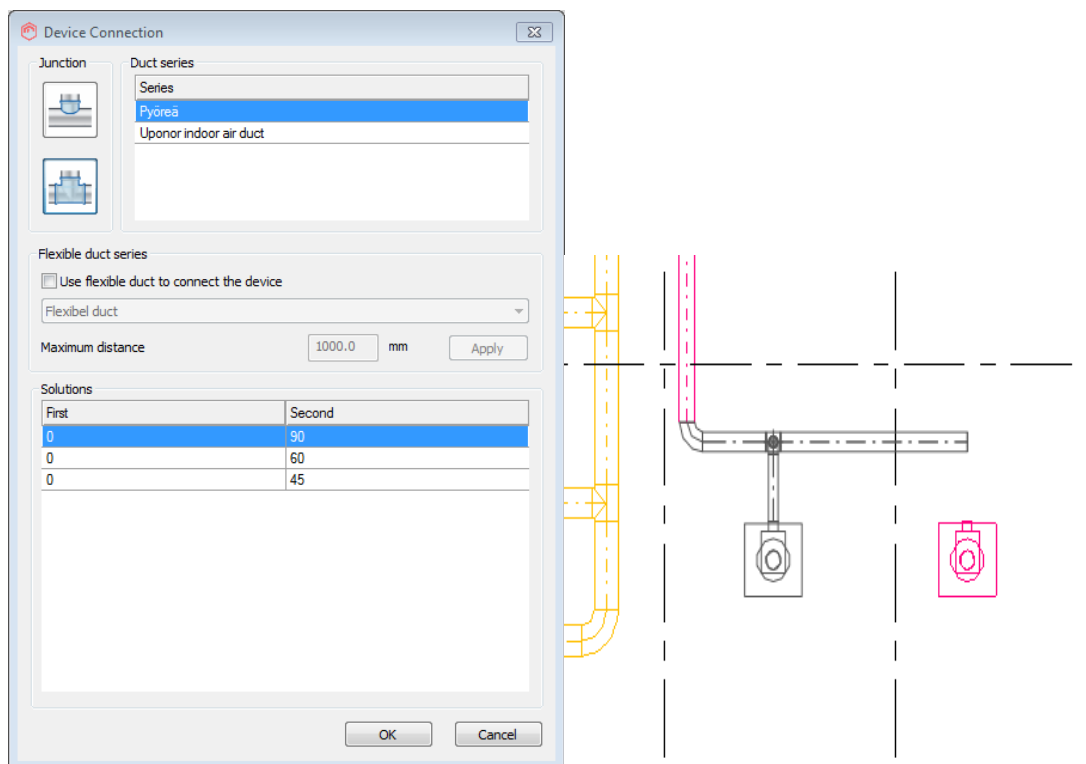 Device Connection
Junction
Duct series
Series
Pyöreä
Uponor indoor air duct
Flexible duct series
Use flexible duct to connect the device
Flexibel duct
Maximum distance 1000.0 mm Apply
Solutions
First Second
0 90
0 60
0 45
OK Cancel